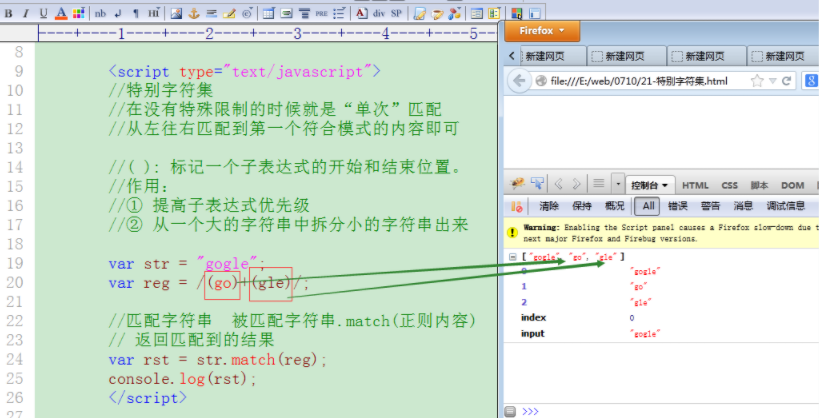 B I U A nb ¶ HI PRE A div SP
|----+----1----+----2----+----3----+----4----+----5--
8
9 <script type="text/javascript">
10 //特别字符集
11 //在没有特殊限制的时候就是“单次”匹配
12 //从左往右匹配到第一个符合模式的内容即可
13
14 //( ): 标记一个子表达式的开始和结束位置。
15 //作用:
16 //① 提高子表达式优先级
17 //② 从一个大的字符串中拆分小的字符串出来
18
19 var str = "gogle";
20 var reg = /(go)+(gle)/;
21
22 //匹配字符串 被匹配字符串.match(正则内容)
23 // 返回匹配到的结果
24 var rst = str.match(reg);
25 console.log(rst);
26 </script>
27
Firefox
新建网页 新建网页 新建网页 新建网页
file:///E:/web/0710/21-特别字符集.html
控制台 HTML CSS 脚本 DOM
清除 保持 概况 All 错误 警告 消息 调试信息
Warning: Enabling the Script panel causes a Firefox slow-down due t
next major Firefox and Firebug versions.
["gogle", "go", "gle"]
0 "gogle"
1 "go"
2 "gle"
index 0
input "gogle"
>>>